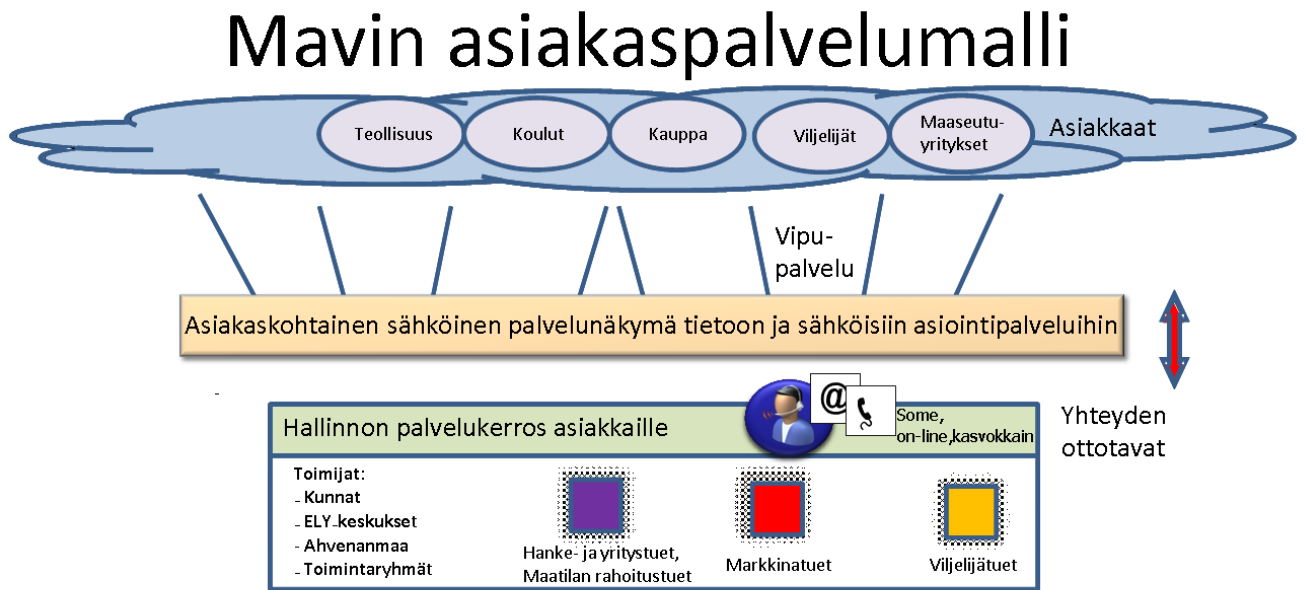 Mavin asiakaspalvelumalli
Teollisuus
Koulut
Kauppa
Viljelijät
Maaseutu-
yritykset
Asiakkaat
Vipu-
palvelu
Asiakaskohtainen sähköinen palvelunäkymä tietoon ja sähköisiin asiointipalveluihin
-
Hallinnon palvelukerros asiakkaille
@
Some,
on-line,kasvokkain
Yhteyden
ottotavat
Toimijat:
- Kunnat
- ELY-keskukset
- Ahvenanmaa
- Toimintaryhmät
Hanke- ja yritystuet,
Maatilan rahoitustuet
Markkinatuet
Viljelijätuet